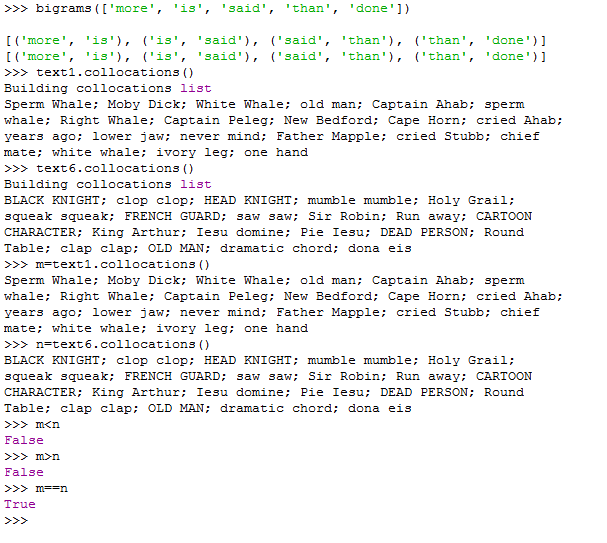 >>> bigrams(['more', 'is', 'said', 'than', 'done'])
[('more', 'is'), ('is', 'said'), ('said', 'than'), ('than', 'done')]
[('more', 'is'), ('is', 'said'), ('said', 'than'), ('than', 'done')]
>>> text1.collocations()
Building collocations list
Sperm Whale; Moby Dick; White Whale; old man; Captain Ahab; sperm
whale; Right Whale; Captain Peleg; New Bedford; Cape Horn; cried Ahab;
years ago; lower jaw; never mind; Father Mapple; cried Stubb; chief
mate; white whale; ivory leg; one hand
>>> text6.collocations()
Building collocations list
BLACK KNIGHT; clop clop; HEAD KNIGHT; mumble mumble; Holy Grail;
squeak squeak; FRENCH GUARD; saw saw; Sir Robin; Run away; CARTOON
CHARACTER; King Arthur; Iesu domine; Pie Iesu; DEAD PERSON; Round
Table; clap clap; OLD MAN; dramatic chord; dona eis
>>> m=text1.collocations()
Sperm Whale; Moby Dick; White Whale; old man; Captain Ahab; sperm
whale; Right Whale; Captain Peleg; New Bedford; Cape Horn; cried Ahab;
years ago; lower jaw; never mind; Father Mapple; cried Stubb; chief
mate; white whale; ivory leg; one hand
>>> n=text6.collocations()
BLACK KNIGHT; clop clop; HEAD KNIGHT; mumble mumble; Holy Grail;
squeak squeak; FRENCH GUARD; saw saw; Sir Robin; Run away; CARTOON
CHARACTER; King Arthur; Iesu domine; Pie Iesu; DEAD PERSON; Round
Table; clap clap; OLD MAN; dramatic chord; dona eis
>>> m<n
False
>>> m>n
False
>>> m==n
True
>>>